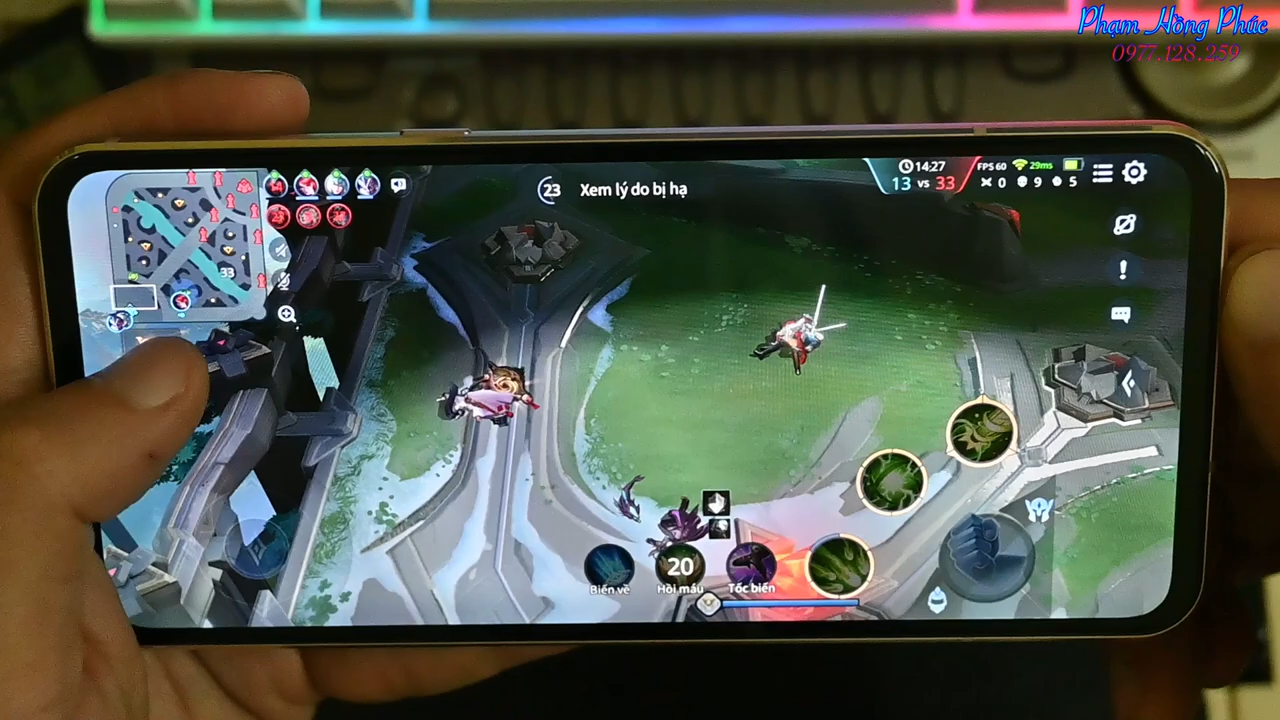 Phạm Hồng Phúc
0977.128.259
14:27
FPS 60
29ms
13 vs 33
0
9
5
23
Xem lý do bị hạ
33
20
Biến về
Hồi máu
Tốc biến